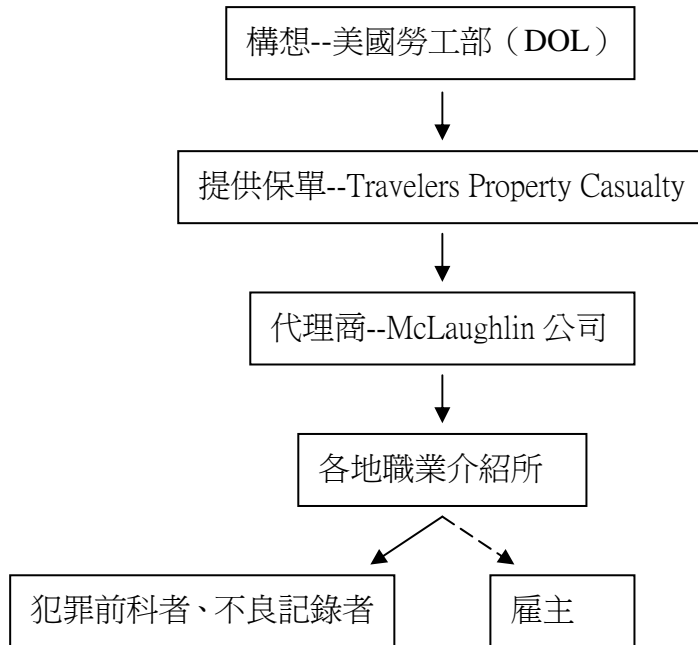 構想--美國勞工部（DOL）
提供保單--Travelers Property Casualty
代理商--McLaughlin 公司
各地職業介紹所
犯罪前科者、不良記錄者
雇主